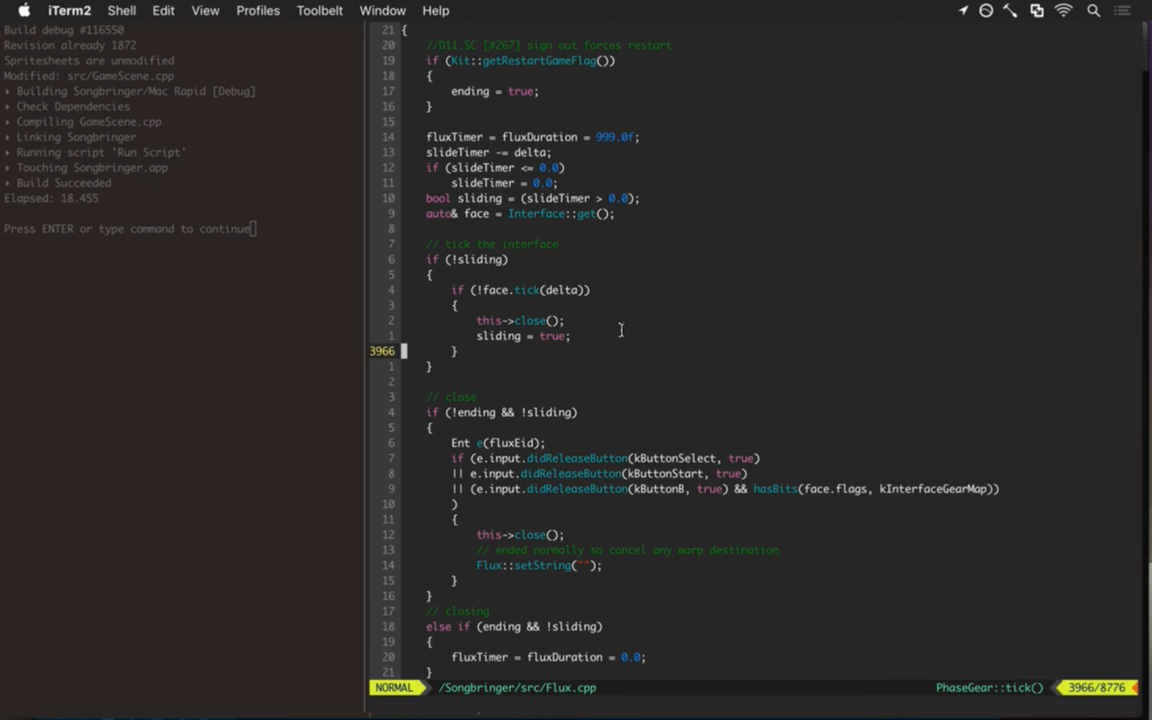 iTerm2 Shell Edit View Profiles Toolbelt Window Help
Build debug #116550
Revision already 1872
Spritesheets are unmodified
Modified: src/GameScene.cpp
▸ Building Songbringer/Mac Rapid [Debug]
▸ Check Dependencies
▸ Compiling GameScene.cpp
▸ Linking Songbringer
▸ Running script 'Run Script'
▸ Touching Songbringer.app
▸ Build Succeeded
Elapsed: 18.455
Press ENTER or type command to continue
21 {
20 //D11.SC [#267] sign out forces restart
19 if (Kit::getRestartGameFlag())
18 {
17 ending = true;
16 }
15
14 fluxTimer = fluxDuration = 999.0f;
13 slideTimer -= delta;
12 if (slideTimer <= 0.0)
11 slideTimer = 0.0;
10 bool sliding = (slideTimer > 0.0);
9 auto& face = Interface::get();
8
7 // tick the interface
6 if (!sliding)
5 {
4 if (!face.tick(delta))
3 {
2 this->close();
1 sliding = true;
3966 }
1 }
2
3 // close
4 if (!ending && !sliding)
5 {
6 Ent e(fluxEid);
7 if (e.input.didReleaseButton(kButtonSelect, true)
8 || e.input.didReleaseButton(kButtonStart, true)
9 || (e.input.didReleaseButton(kButtonB, true) && hasBits(face.flags, kInterfaceGearMap))
10 )
11 {
12 this->close();
13 // ended normally so cancel any warp destination
14 Flux::setString("");
15 }
16 }
17 // closing
18 else if (ending && !sliding)
19 {
20 fluxTimer = fluxDuration = 0.0;
21 }
NORMAL /Songbringer/src/Flux.cpp PhaseGear::tick() 3966/8776